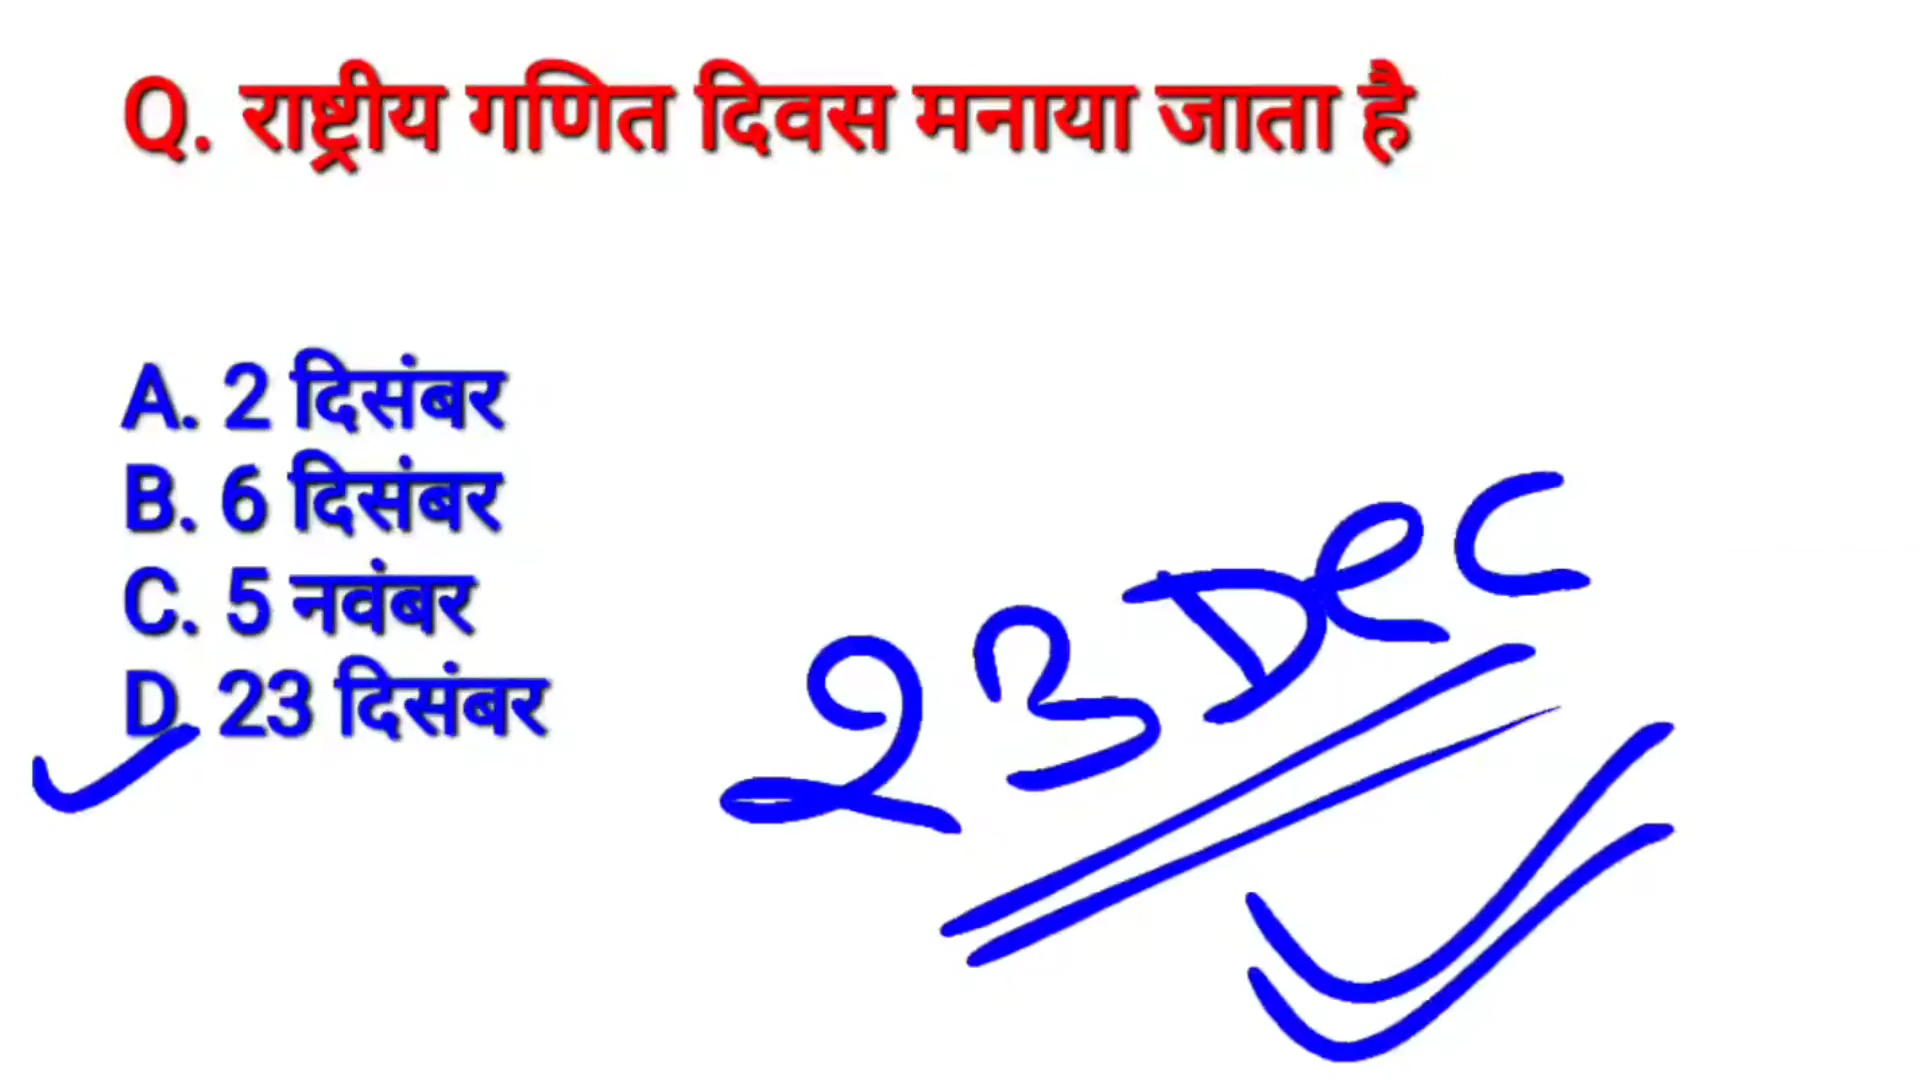 Q. राष्ट्रीय गणित दिवस मनाया जाता है
A. 2 दिसंबर
B. 6 दिसंबर
C. 5 नवंबर
D. 23 दिसंबर
23 Dec